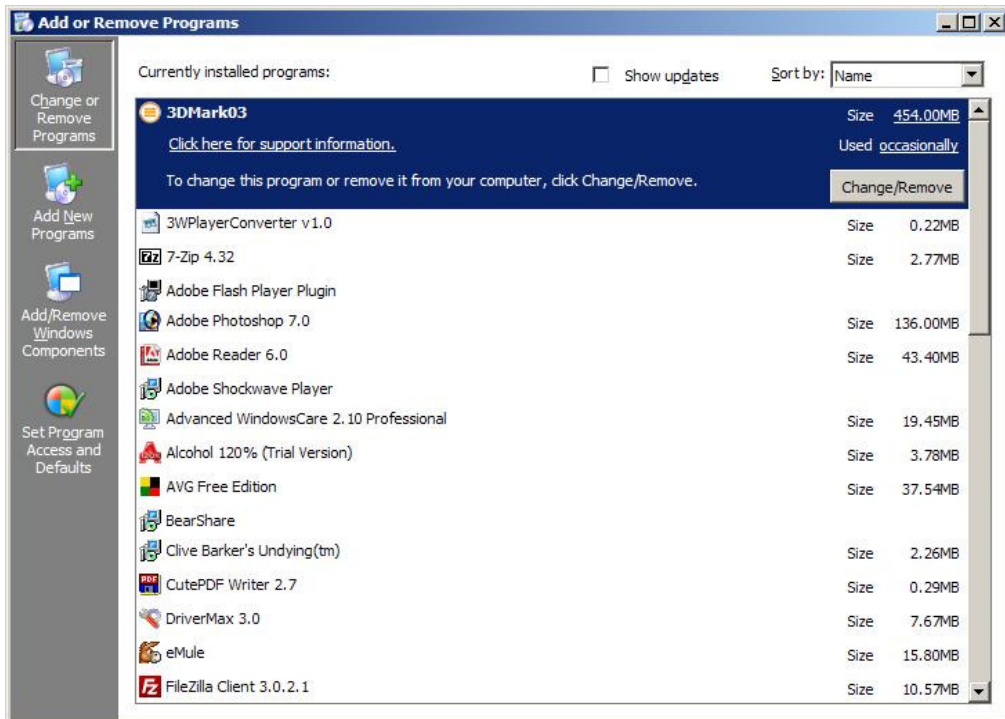 Add or Remove Programs
Change or
Remove
Programs
Add New
Programs
Add/Remove
Windows
Components
Set Program
Access and
Defaults
Currently installed programs:
Show updates
Sort by: Name
3DMark03 Size 454.00MB
Click here for support information. Used occasionally
To change this program or remove it from your computer, click Change/Remove. Change/Remove
3WPlayerConverter v1.0 Size 0.22MB
7z 7-Zip 4.32 Size 2.77MB
Adobe Flash Player Plugin
Adobe Photoshop 7.0 Size 136.00MB
Adobe Reader 6.0 Size 43.40MB
Adobe Shockwave Player
Advanced WindowsCare 2.10 Professional Size 19.45MB
Alcohol 120% (Trial Version) Size 3.78MB
AVG Free Edition Size 37.54MB
BearShare
Clive Barker's Undying(tm) Size 2.26MB
PDF CutePDF Writer 2.7 Size 0.29MB
DriverMax 3.0 Size 7.67MB
eMule Size 15.80MB
Fz FileZilla Client 3.0.2.1 Size 10.57MB